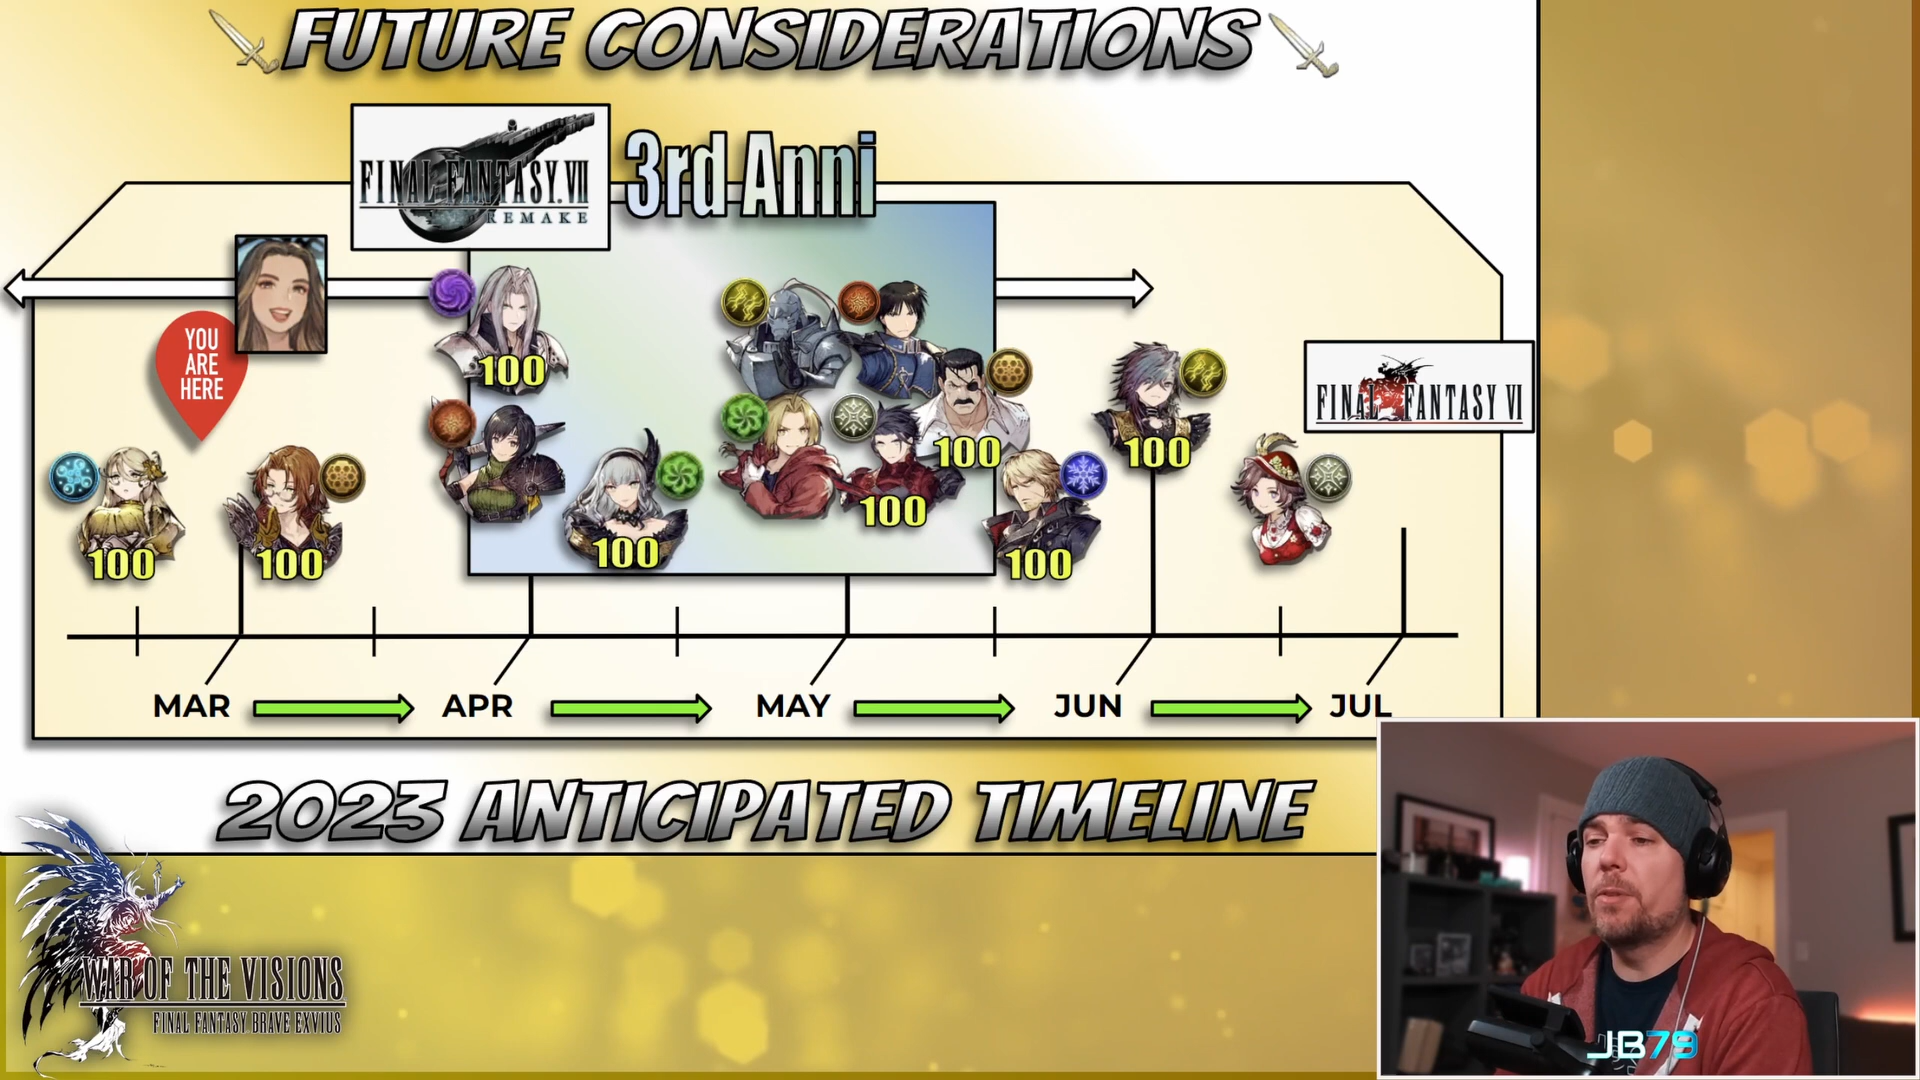 FUTURE CONSIDERATIONS
FINAL FANTASY VII
REMAKE
3rd Anni
YOU
ARE
HERE
100
100
100
100
100
100
100
100
FINAL FANTASY VI
MAR
APR
MAY
JUN
JUL
2023 ANTICIPATED TIMELINE
WAR OF THE VISIONS
FINAL FANTASY BRAVE EXVIUS
JB79